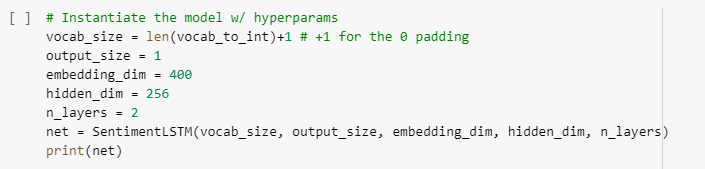 [ ] # Instantiate the model w/ hyperparams
vocab_size = len(vocab_to_int)+1 # +1 for the 0 padding
output_size = 1
embedding_dim = 400
hidden_dim = 256
n_layers = 2
net = SentimentLSTM(vocab_size, output_size, embedding_dim, hidden_dim, n_layers)
print(net)